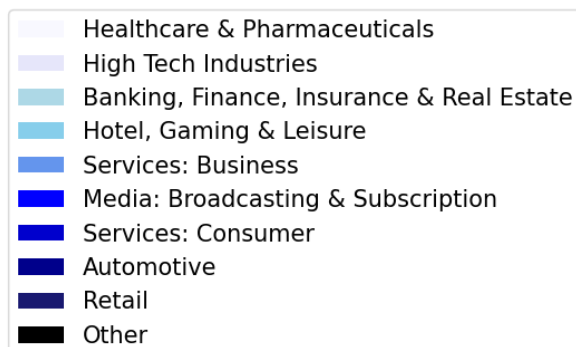 Healthcare & Pharmaceuticals
High Tech Industries
Banking, Finance, Insurance & Real Estate
Hotel, Gaming & Leisure
Services: Business
Media: Broadcasting & Subscription
Services: Consumer
Automotive
Retail
Other